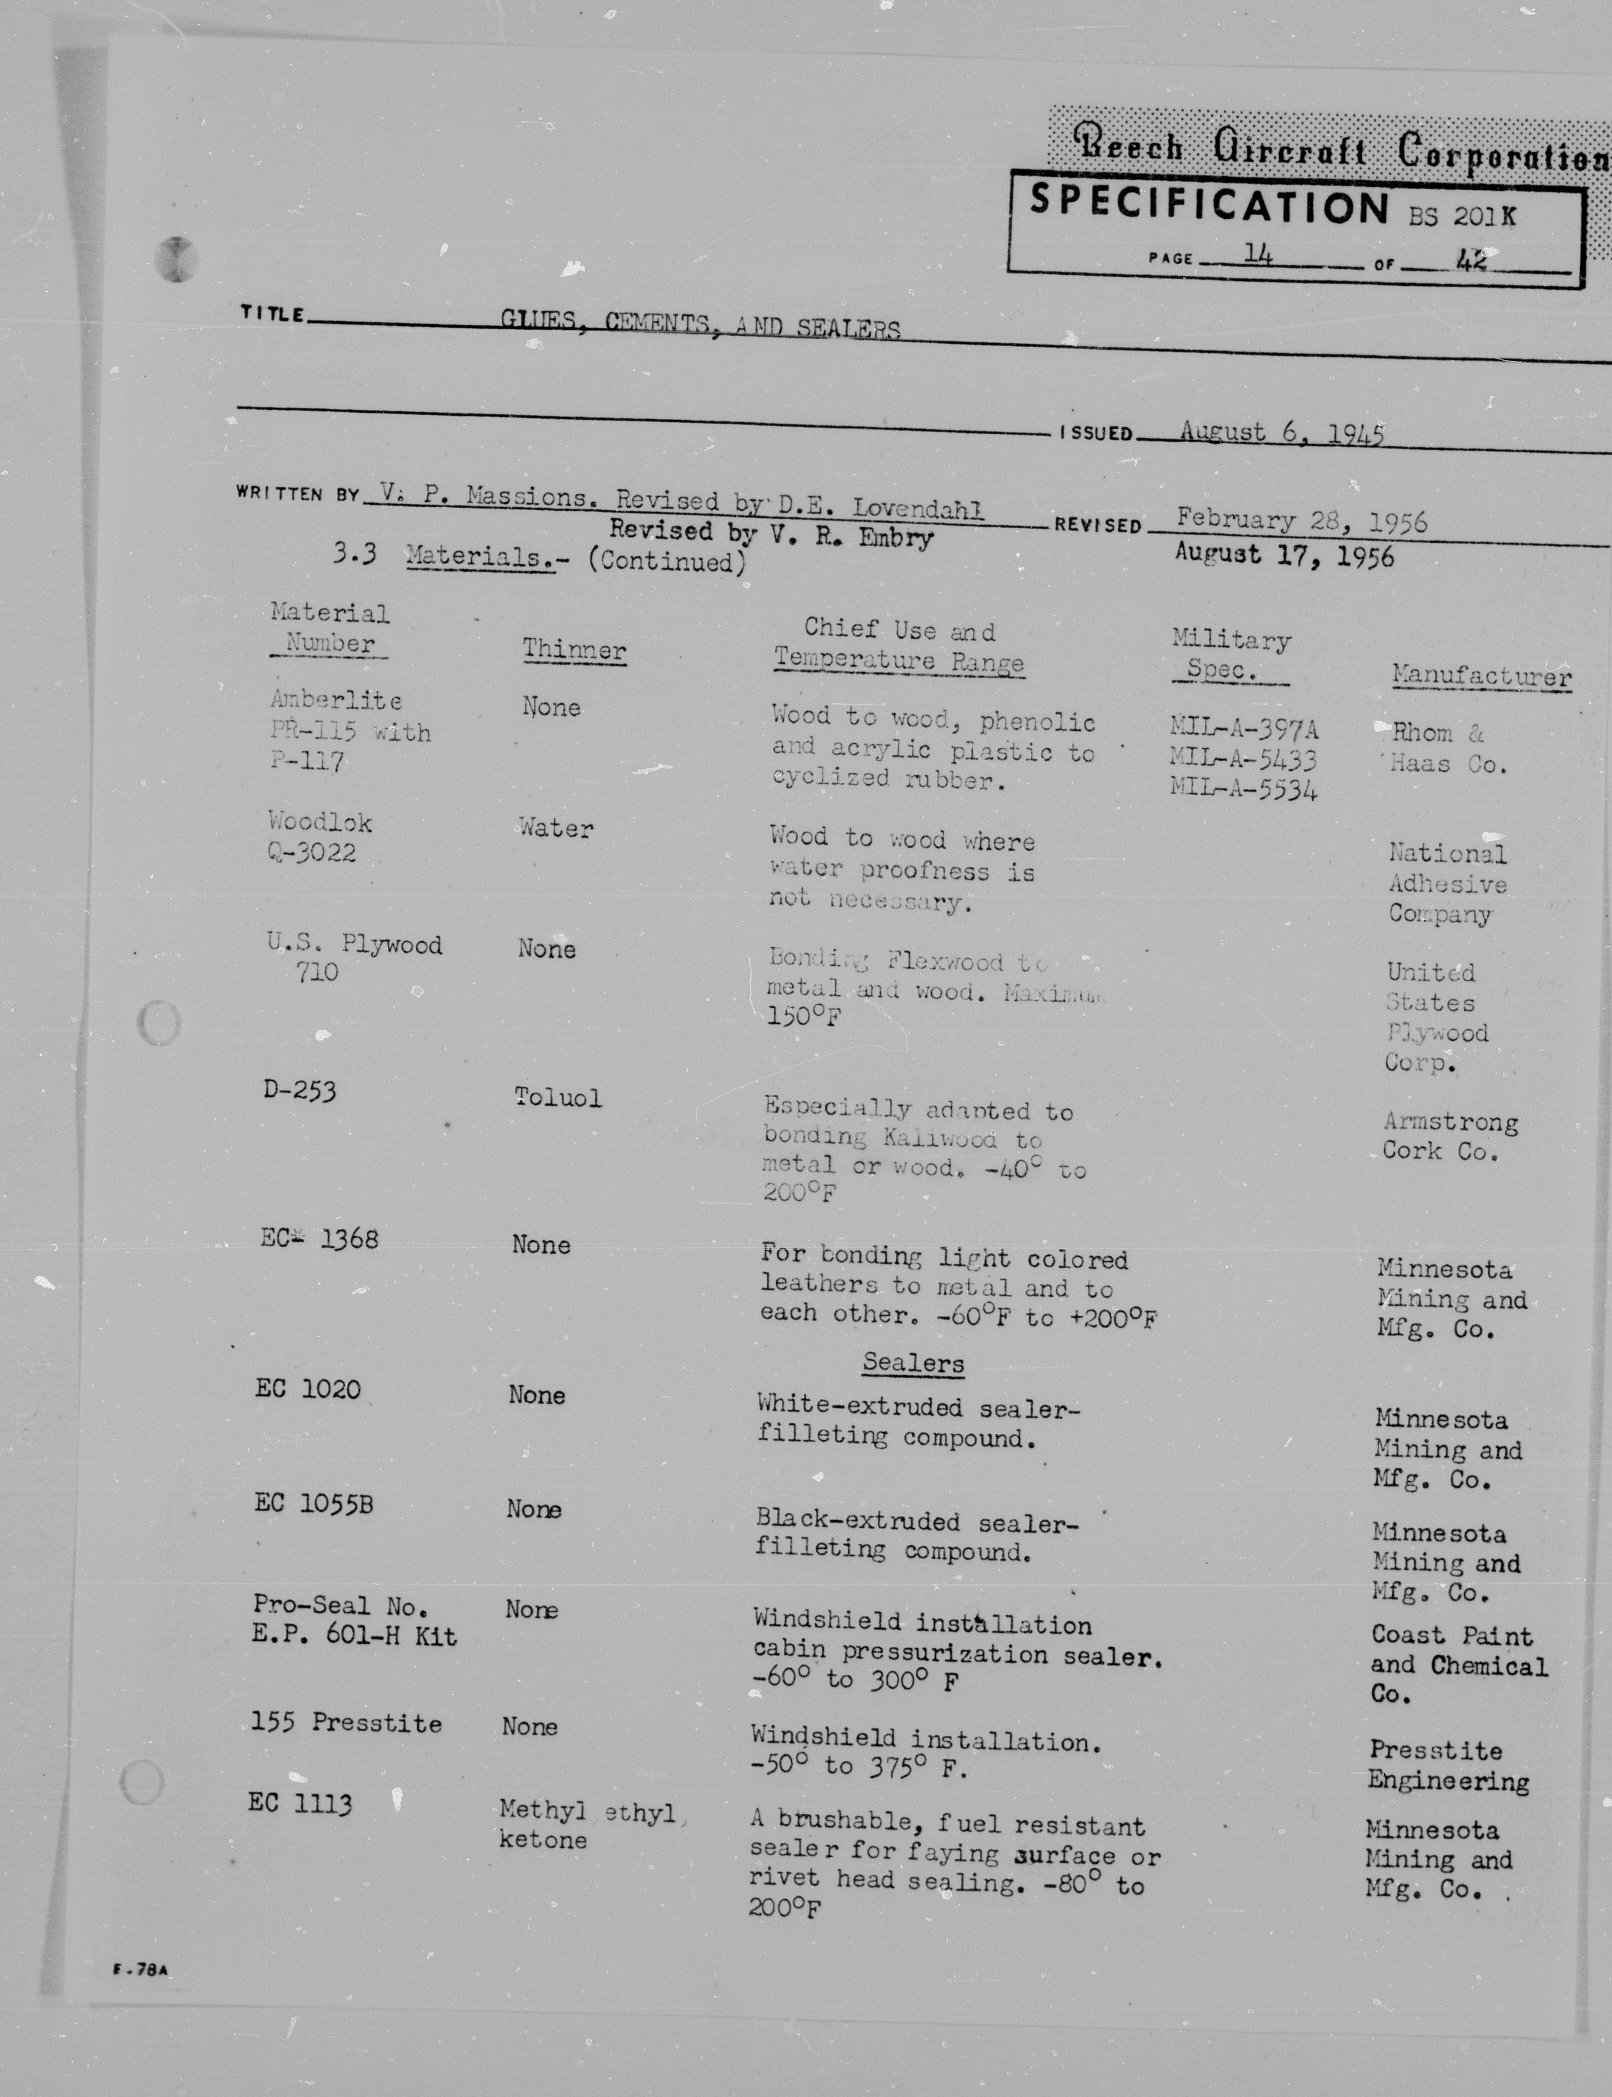 Beech Aircraft Corporation
SPECIFICATION BS 201K
PAGE 14 OF 42
TITLE GLUES, CEMENTS, AND SEALERS
ISSUED August 6, 1945
WRITTEN BY V. P. Massions. Revised by D.E. Lovendahl REVISED February 28, 1956
Revised by V. R. Embry August 17, 1956
3.3 Materials.- (Continued)
Material Number Thinner Chief Use and Temperature Range Military Spec. Manufacturer
Amberlite None Wood to wood, phenolic MIL-A-397A Rhom &
PR-115 with and acrylic plastic to MIL-A-5433 Haas Co.
P-117 cyclized rubber. MIL-A-5534
Woodlok Water Wood to wood where National
Q-3022 water proofness is Adhesive
not necessary. Company
U.S. Plywood None Bonding Flexwood to United
710 metal and wood. Maximum States
150°F Plywood
Corp.
D-253 Toluol Especially adapted to Armstrong
bonding Kaliwood to Cork Co.
metal or wood. -40° to
200°F
EC- 1368 None For bonding light colored Minnesota
leathers to metal and to Mining and
each other. -60°F to +200°F Mfg. Co.
Sealers
EC 1020 None White-extruded sealer- Minnesota
filleting compound. Mining and
Mfg. Co.
EC 1055B None Black-extruded sealer- Minnesota
filleting compound. Mining and
Mfg. Co.
Pro-Seal No. None Windshield installation Coast Paint
E.P. 601-H Kit cabin pressurization sealer. and Chemical
-60° to 300° F Co.
155 Presstite None Windshield installation. Presstite
-50° to 375° F. Engineering
EC 1113 Methyl ethyl A brushable, fuel resistant Minnesota
ketone sealer for faying surface or Mining and
rivet head sealing. -80° to Mfg. Co.
200°F
E-78A